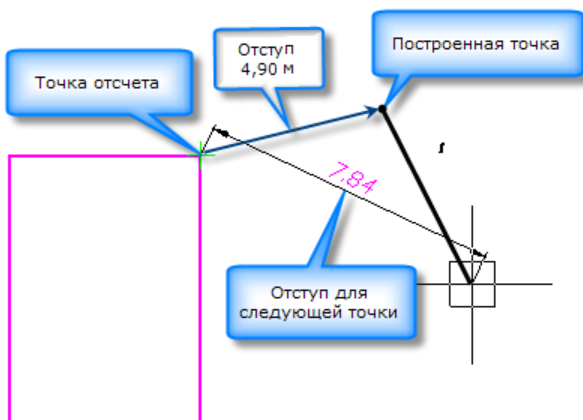 Отступ
4,90 м
Построенная точка
Точка отсчета
7.84
Отступ для
следующей точки